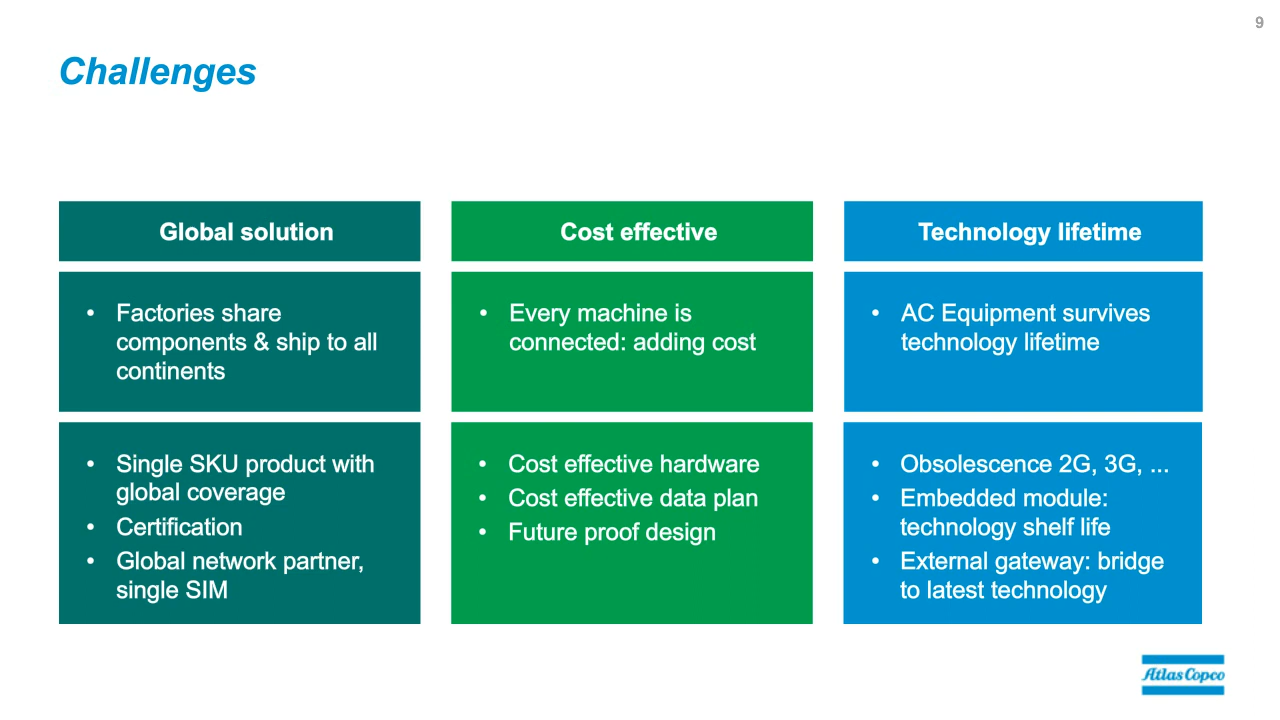 9
Challenges
Global solution
• Factories share
components & ship to all
continents
• Single SKU product with
global coverage
• Certification
• Global network partner,
single SIM
Cost effective
• Every machine is
connected: adding cost
• Cost effective hardware
• Cost effective data plan
• Future proof design
Technology lifetime
• AC Equipment survives
technology lifetime
• Obsolescence 2G, 3G, ...
• Embedded module:
technology shelf life
• External gateway: bridge
to latest technology
Atlas Copco